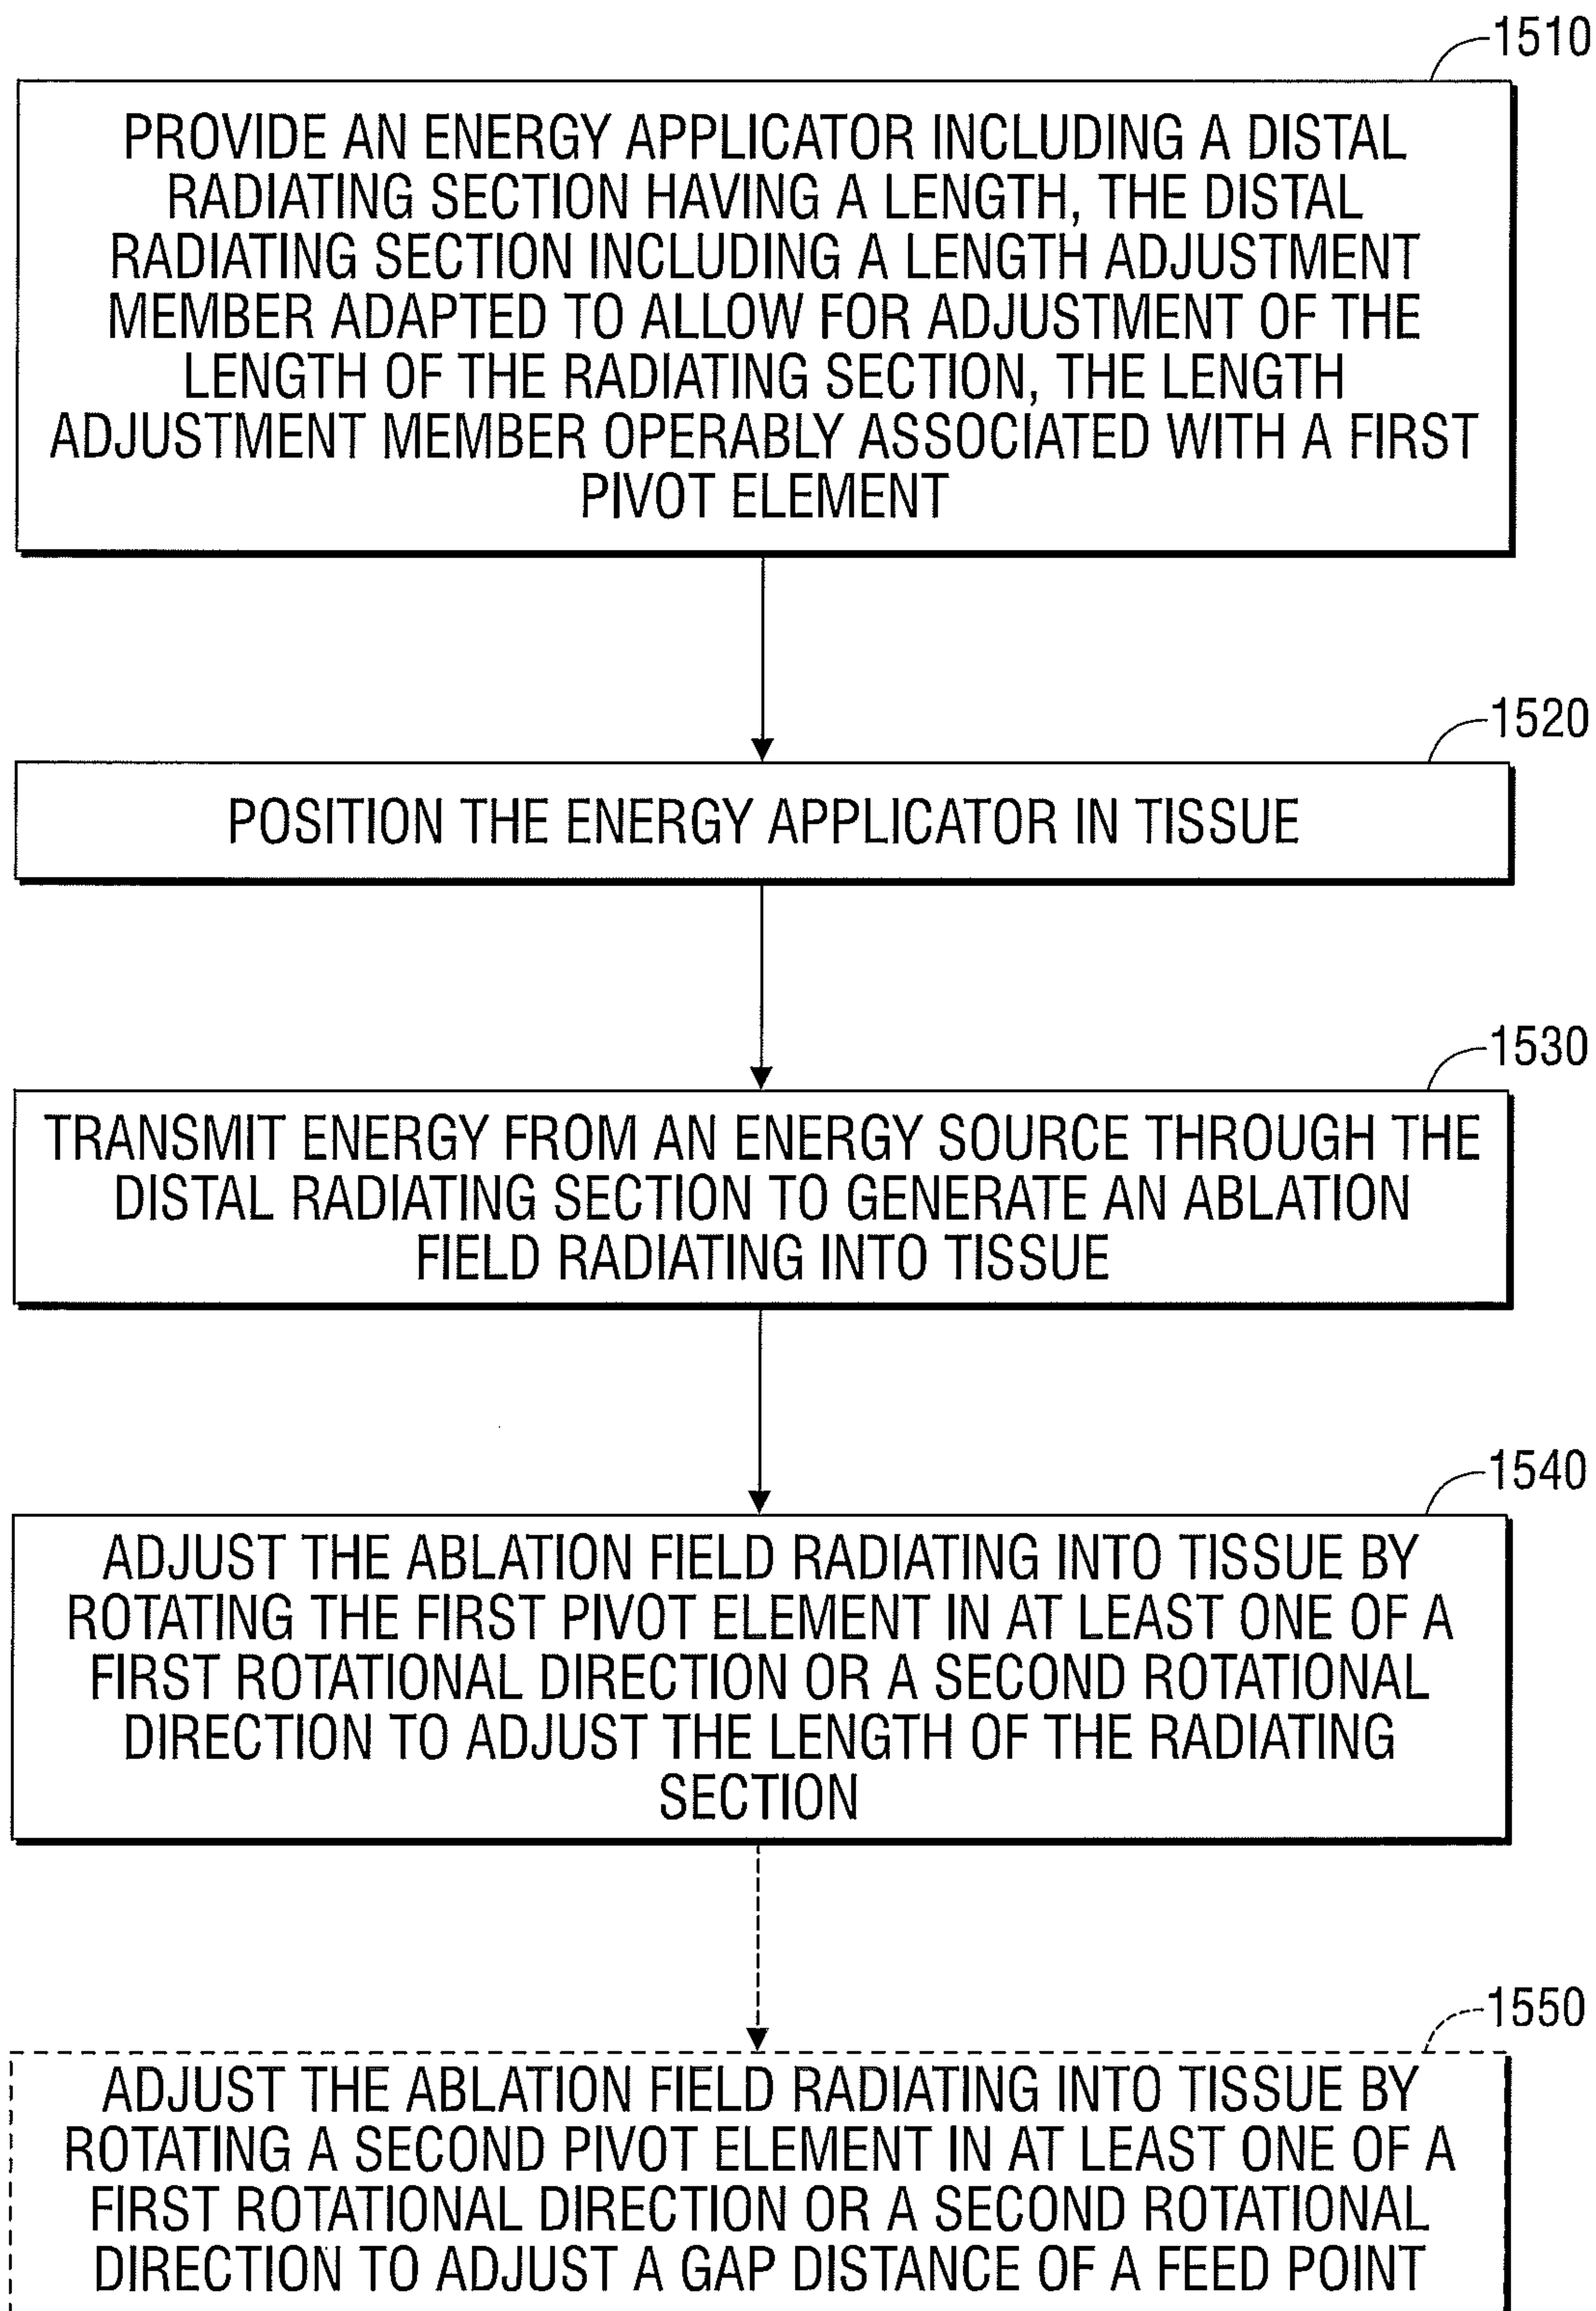 1510
PROVIDE AN ENERGY APPLICATOR INCLUDING A DISTAL
RADIATING SECTION HAVING A LENGTH, THE DISTAL
RADIATING SECTION INCLUDING A LENGTH ADJUSTMENT
MEMBER ADAPTED TO ALLOW FOR ADJUSTMENT OF THE
LENGTH OF THE RADIATING SECTION, THE LENGTH
ADJUSTMENT MEMBER OPERABLY ASSOCIATED WITH A FIRST
PIVOT ELEMENT
1520
POSITION THE ENERGY APPLICATOR IN TISSUE
1530
TRANSMIT ENERGY FROM AN ENERGY SOURCE THROUGH THE
DISTAL RADIATING SECTION TO GENERATE AN ABLATION
FIELD RADIATING INTO TISSUE
1540
ADJUST THE ABLATION FIELD RADIATING INTO TISSUE BY
ROTATING THE FIRST PIVOT ELEMENT IN AT LEAST ONE OF A
FIRST ROTATIONAL DIRECTION OR A SECOND ROTATIONAL
DIRECTION TO ADJUST THE LENGTH OF THE RADIATING
SECTION
1550
ADJUST THE ABLATION FIELD RADIATING INTO TISSUE BY
ROTATING A SECOND PIVOT ELEMENT IN AT LEAST ONE OF A
FIRST ROTATIONAL DIRECTION OR A SECOND ROTATIONAL
DIRECTION TO ADJUST A GAP DISTANCE OF A FEED POINT